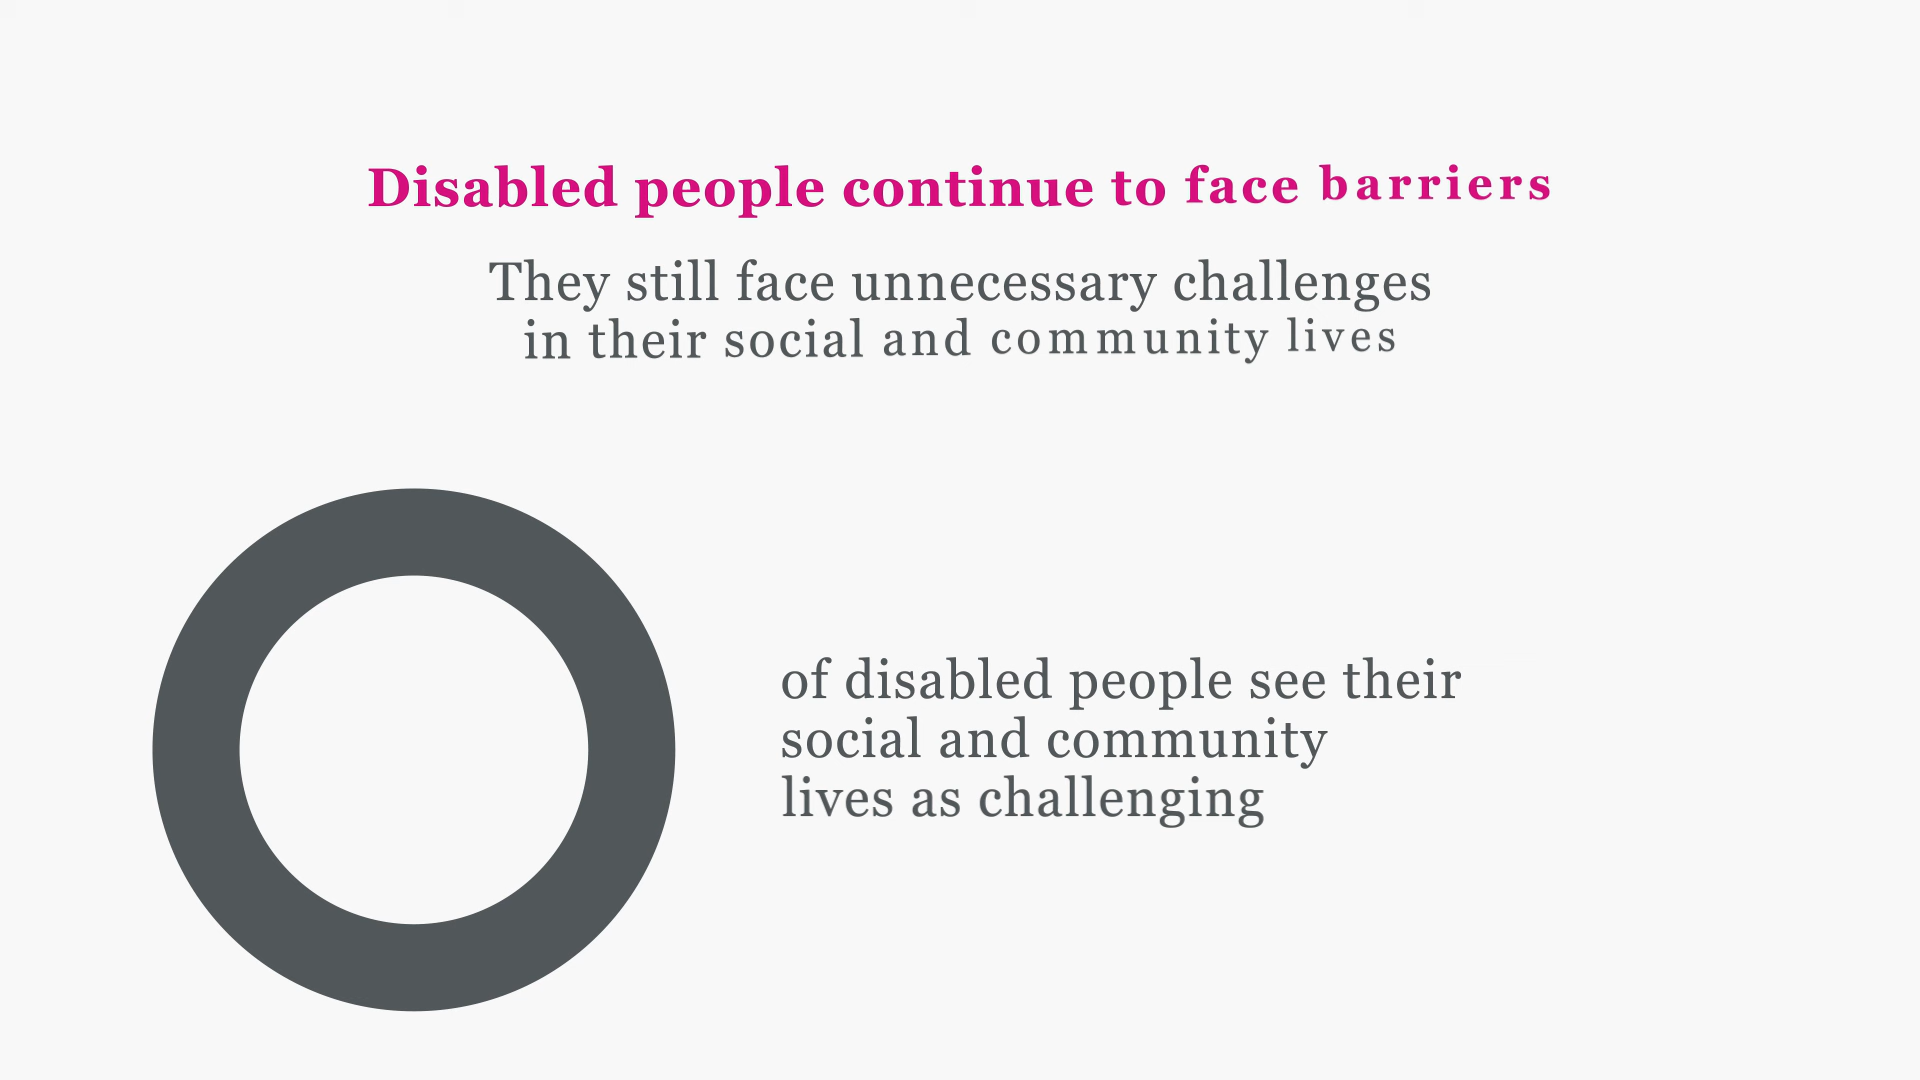 Disabled people continue to face barriers
They still face unnecessary challenges
in their social and community lives
of disabled people see their
social and community
lives as challenging